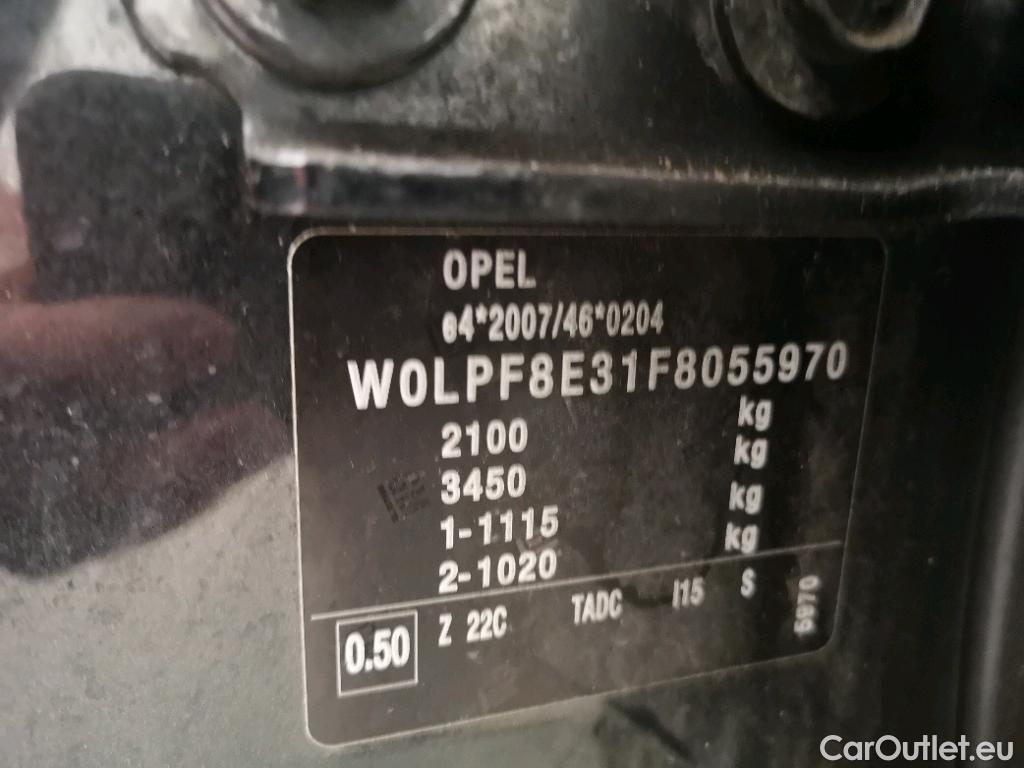 OPEL
e4*2007/46*0204
W0LPF8E31F8055970
2100 kg
3450 kg
1-1115 kg
2-1020 kg
0.50 Z 22C TADC I15 S 5970
CarOutlet.eu